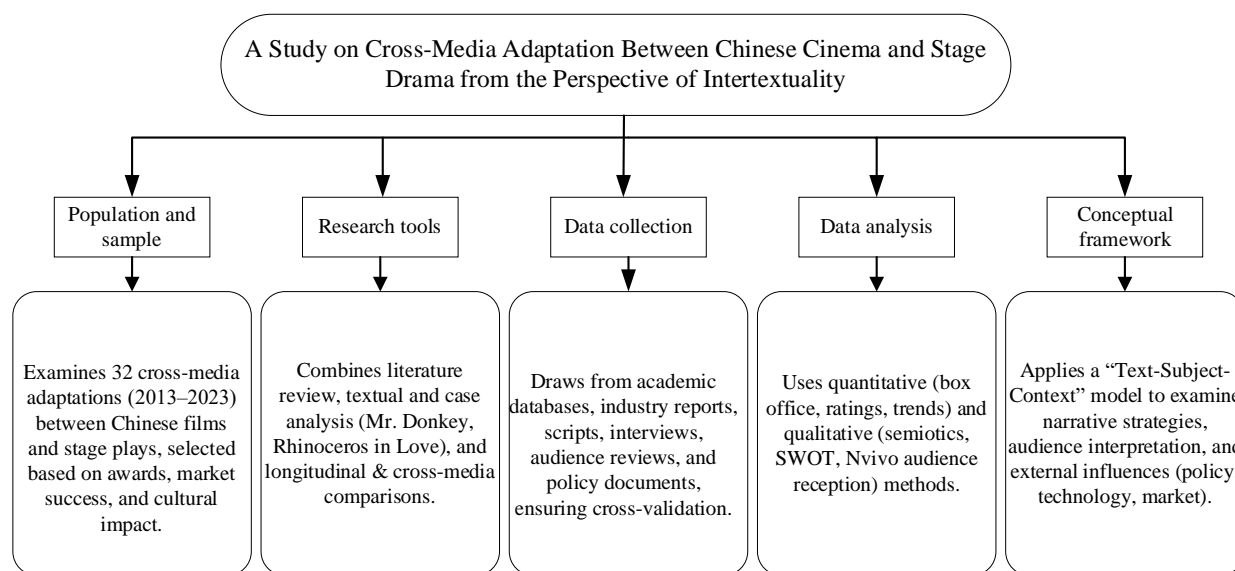 A Study on Cross-Media Adaptation Between Chinese Cinema and Stage
Drama from the Perspective of Intertextuality
Population and
sample
Research tools
Data collection
Data analysis
Conceptual
framework
Examines 32 cross-media
adaptations (2013–2023)
between Chinese films
and stage plays, selected
based on awards, market
success, and cultural
impact.
Combines literature
review, textual and case
analysis (Mr. Donkey,
Rhinoceros in Love), and
longitudinal & cross-media
comparisons.
Draws from academic
databases, industry reports,
scripts, interviews,
audience reviews, and
policy documents,
ensuring cross-validation.
Uses quantitative (box
office, ratings, trends) and
qualitative (semiotics,
SWOT, Nvivo audience
reception) methods.
Applies a “Text-Subject-
Context” model to examine
narrative strategies,
audience interpretation, and
external influences (policy,
technology, market).